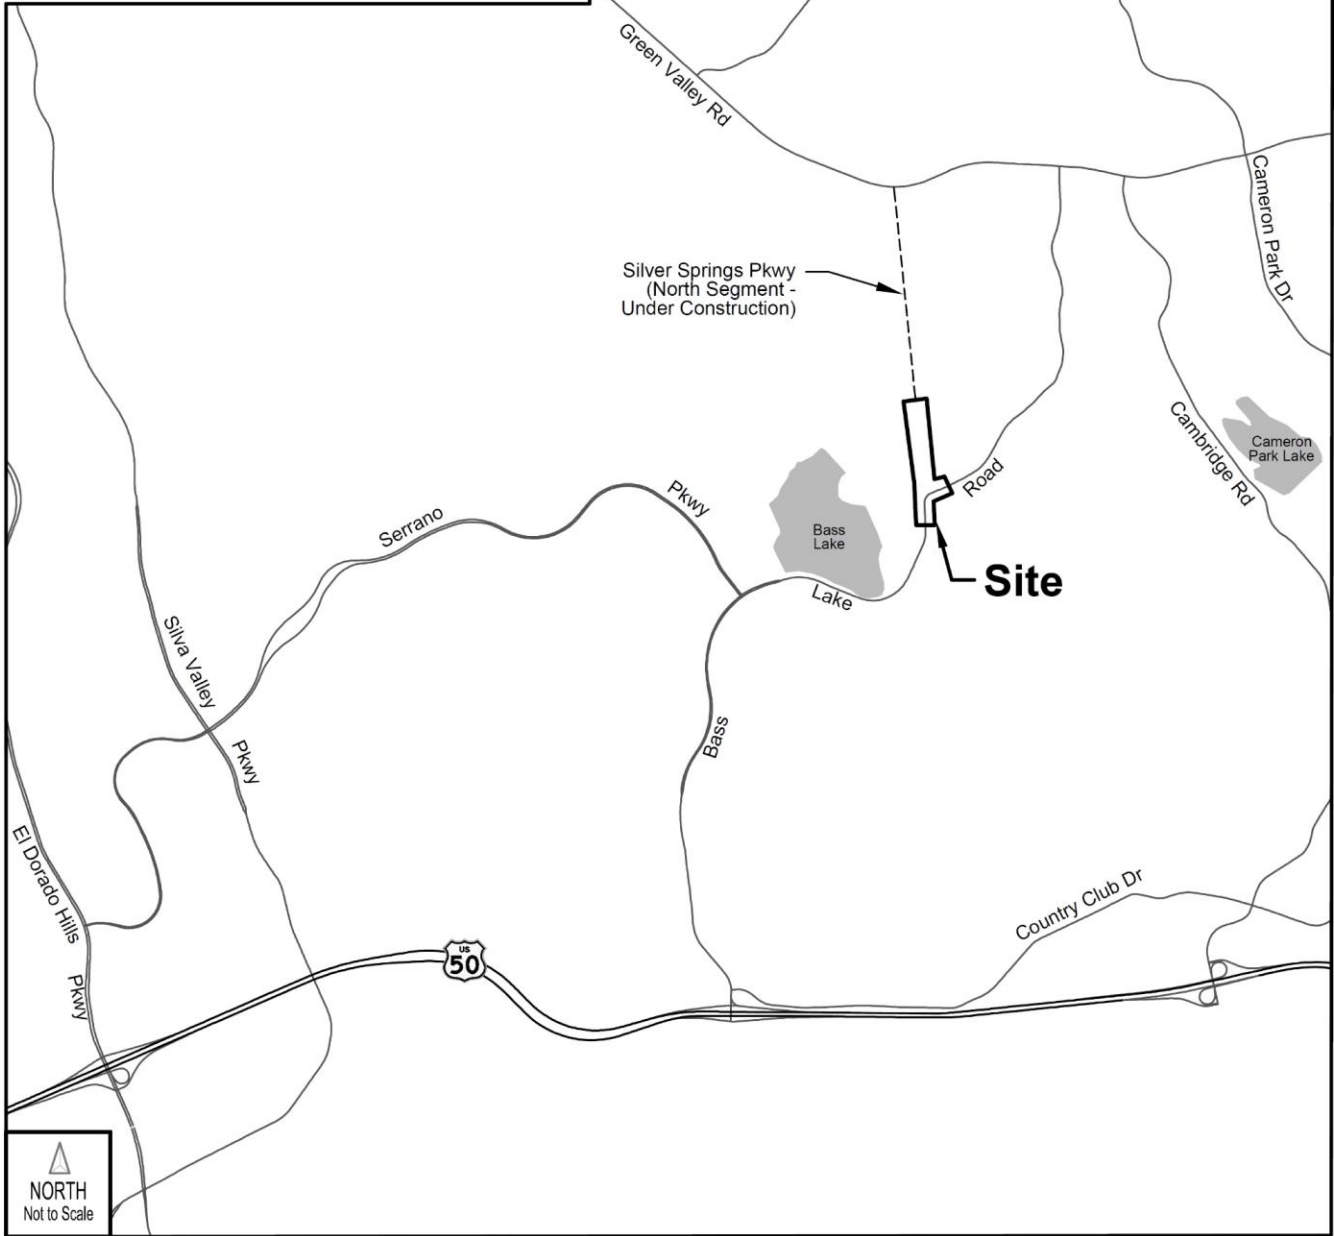 Green Valley Rd
Cameron Park Dr
Silver Springs Pkwy
(North Segment -
Under Construction)
Cambridge Rd
Cameron
Park Lake
Road
Pkwy
Serrano
Bass
Lake
Site
Lake
Silva Valley
Pkwy
Bass
El Dorado Hills
Pkwy
Country Club Dr
US
50
NORTH
Not to Scale